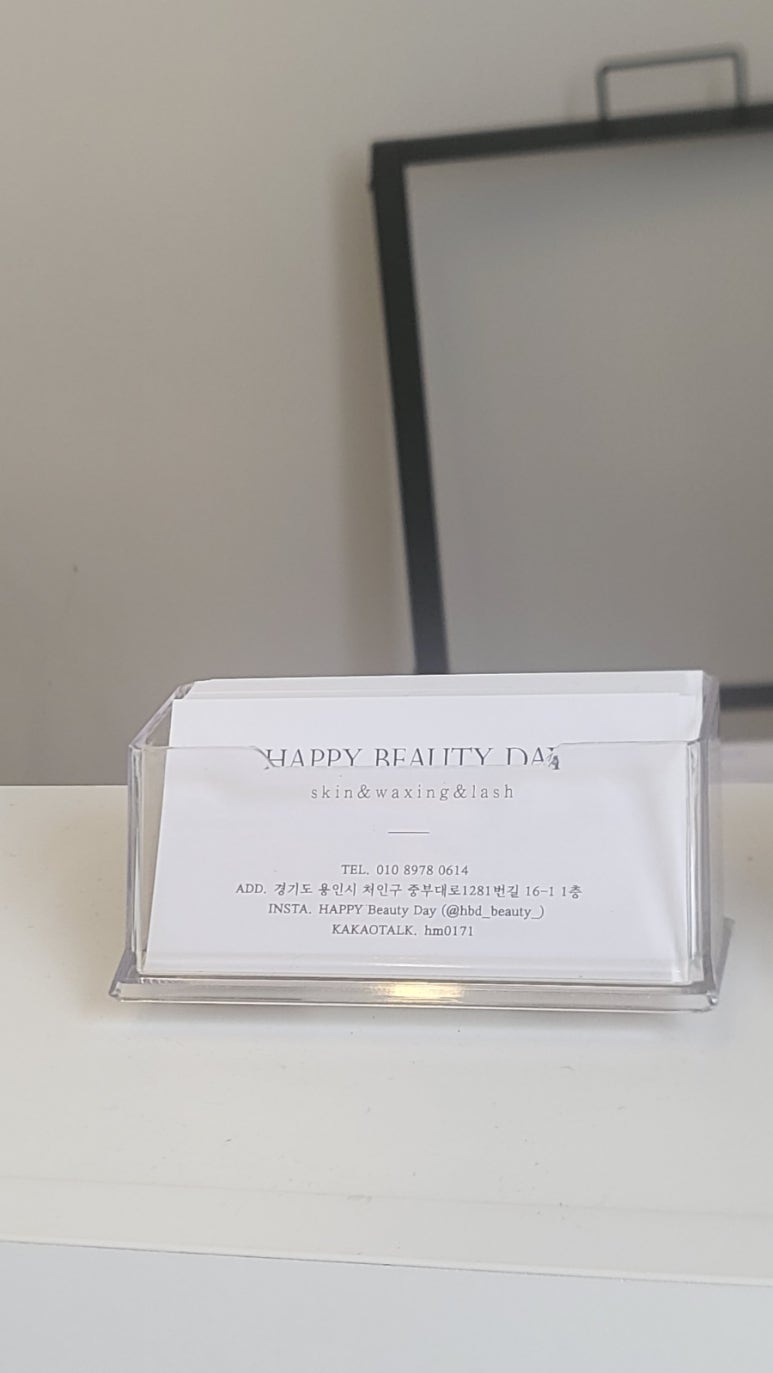 HAPPY BEAUTY DAY
skin&waxing&lash
TEL. 010 8978 0614
ADD. 경기도 용인시 처인구 중부대로1281번길 16-1 1층
INSTA. HAPPY Beauty Day (@hbd_beauty_)
KAKAOTALK. hm0171